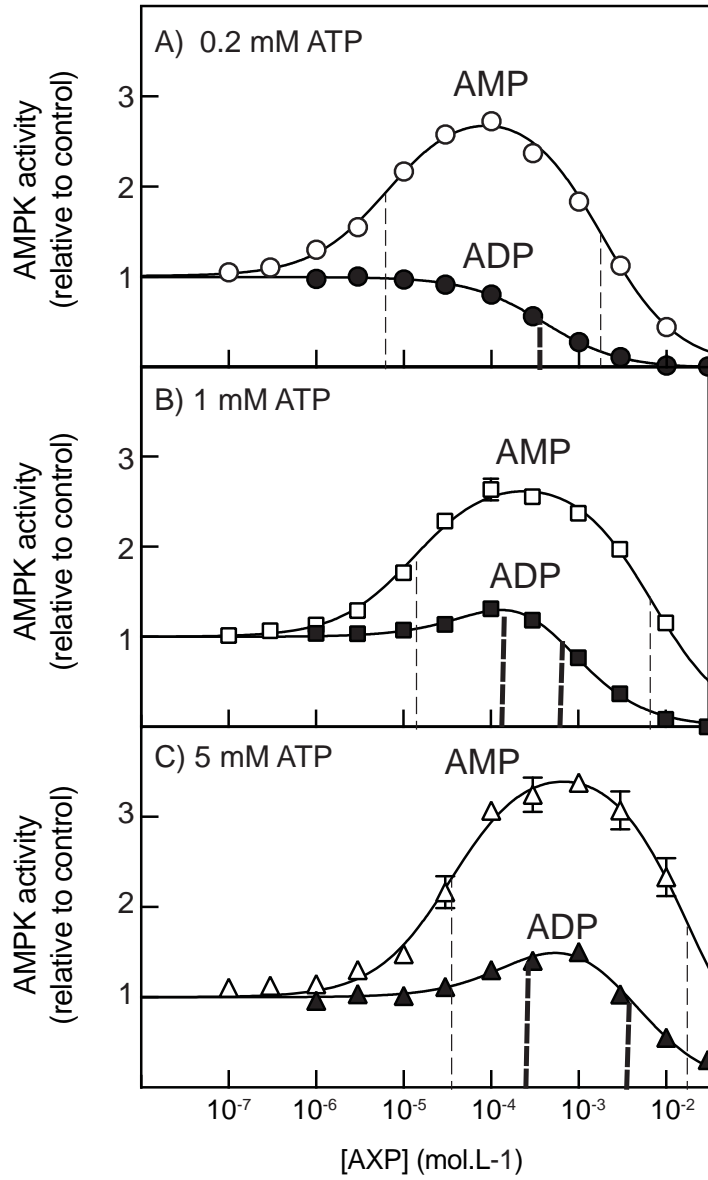 A) 0.2 mM ATP
AMP
ADP
3
2
1
AMPK activity
(relative to control)
B) 1 mM ATP
AMP
ADP
3
2
1
AMPK activity
(relative to control)
C) 5 mM ATP
AMP
ADP
3
2
1
AMPK activity
(relative to control)
10-7 10-6 10-5 10-4 10-3 10-2
[AXP] (mol.L-1)